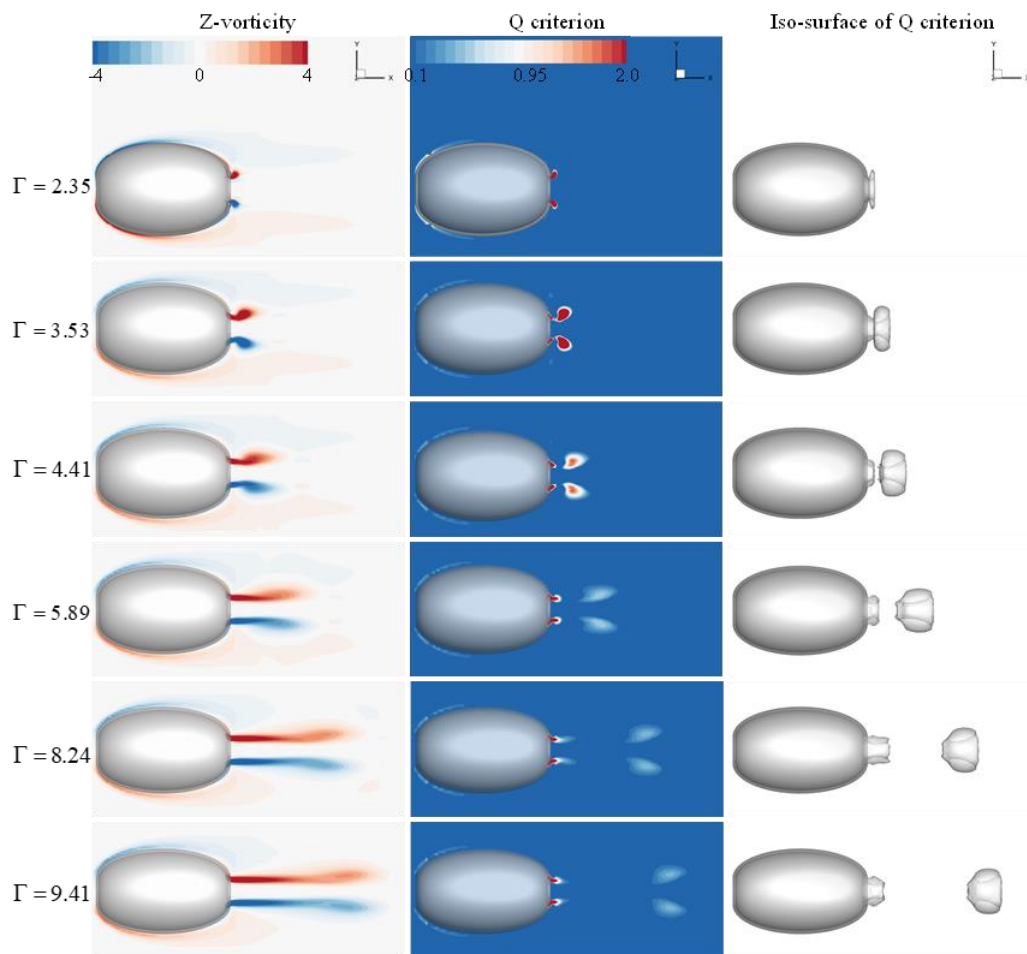 Z-vorticity Q criterion Iso-surface of Q criterion
-4 0 4 0.1 0.95 2.0
Y X Y X Y X
Γ = 2.35
Γ = 3.53
Γ = 4.41
Γ = 5.89
Γ = 8.24
Γ = 9.41